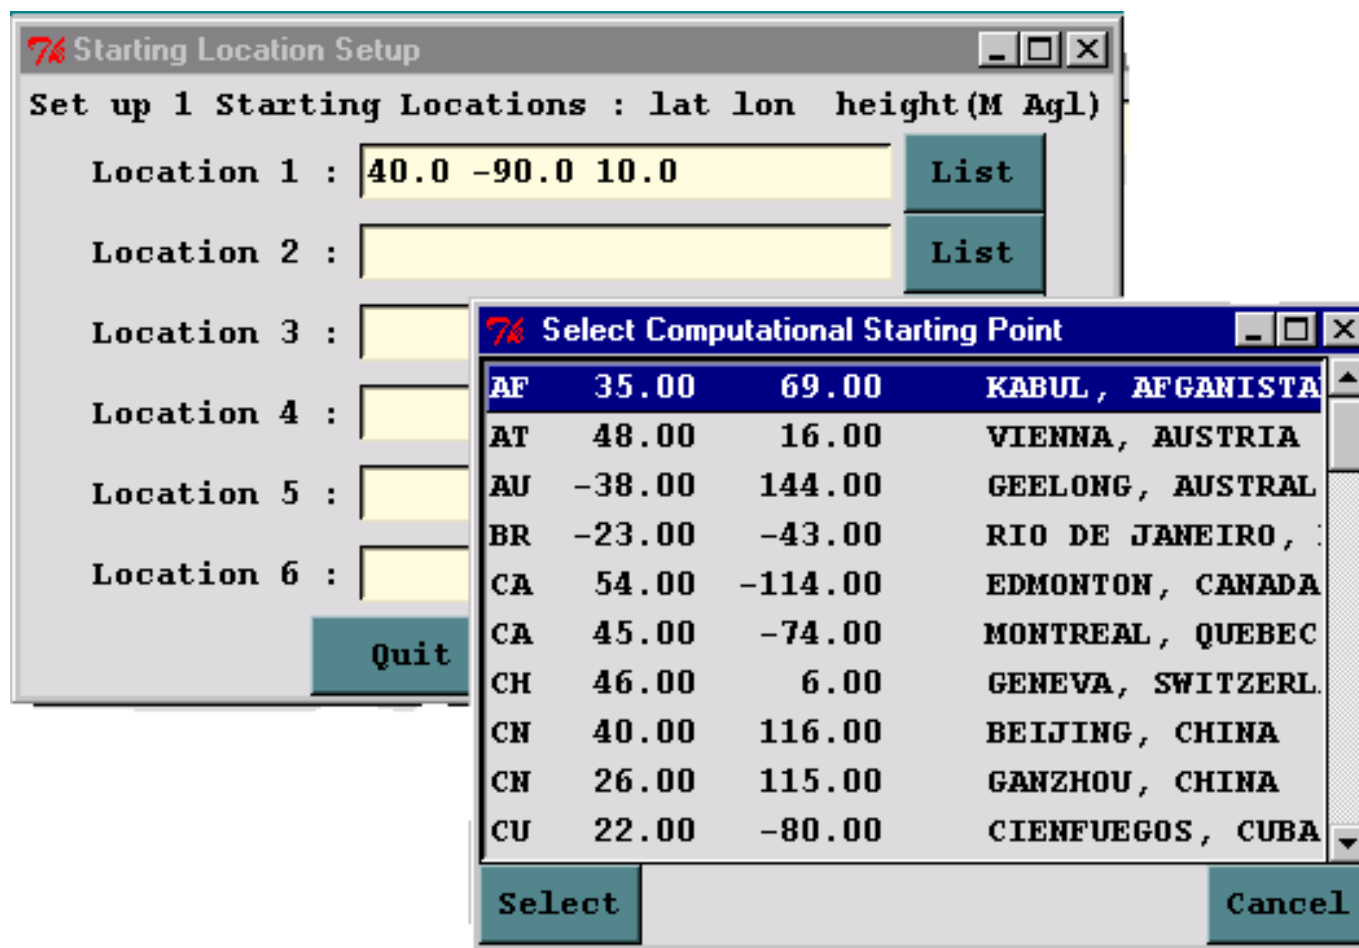 Starting Location Setup
Set up 1 Starting Locations : lat lon height(M Agl)
Location 1 : 40.0 -90.0 10.0 List
Location 2 : List
Location 3 :
Location 4 :
Location 5 :
Location 6 :
Quit
Select Computational Starting Point
AF 35.00 69.00 KABUL, AFGANISTA
AT 48.00 16.00 VIENNA, AUSTRIA
AU -38.00 144.00 GEELONG, AUSTRAL
BR -23.00 -43.00 RIO DE JANEIRO,
CA 54.00 -114.00 EDMONTON, CANADA
CA 45.00 -74.00 MONTREAL, QUEBEC
CH 46.00 6.00 GENEVA, SWITZERL
CN 40.00 116.00 BEIJING, CHINA
CN 26.00 115.00 GANZHOU, CHINA
CU 22.00 -80.00 CIENFUEGOS, CUBA
Select Cancel